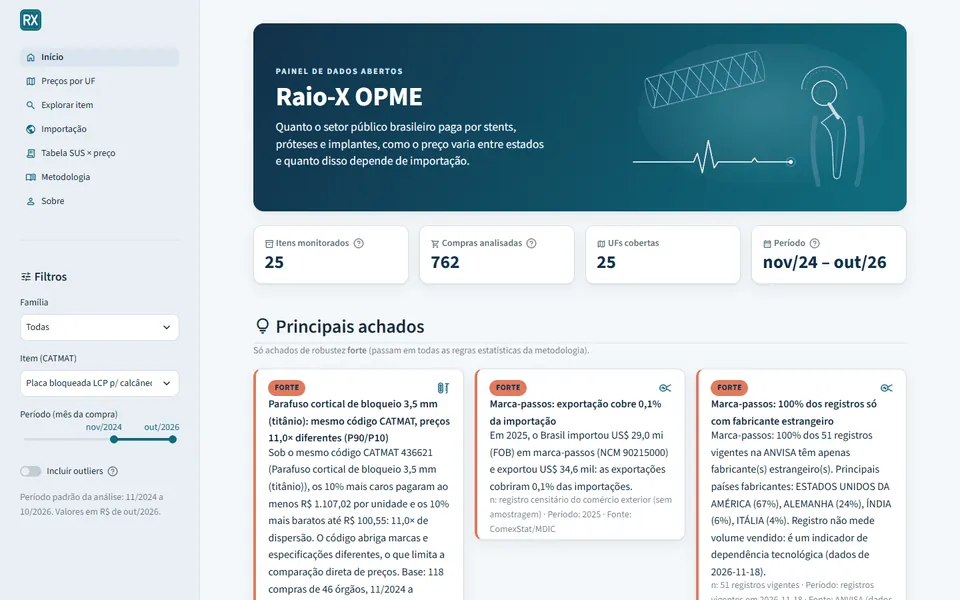 RX
Início
Preços por UF
Explorar item
Importação
Tabela SUS × preço
Metodologia
Sobre
Filtros
Família
Todas
Item (CATMAT)
Placa bloqueada LCP p/ calcâneo
Período (mês da compra)
nov/2024 out/2026
Incluir outliers
Período padrão da análise: 11/2024 a
10/2026. Valores em R$ de out/2026.
PAINEL DE DADOS ABERTOS
Raio-X OPME
Quanto o setor público brasileiro paga por stents,
próteses e implantes, como o preço varia entre estados
e quanto disso depende de importação.
Itens monitorados
25
Compras analisadas
762
UFs cobertas
25
Período
nov/24 – out/26
Principais achados
Só achados de robustez forte (passam em todas as regras estatísticas da metodologia).
FORTE
Parafuso cortical de bloqueio 3,5 mm
(titânio): mesmo código CATMAT, preços
11,0× diferentes (P90/P10)
Sob o mesmo código CATMAT 436621
(Parafuso cortical de bloqueio 3,5 mm
(titânio)), os 10% mais caros pagaram ao
menos R$ 1.107,02 por unidade e os 10%
mais baratos até R$ 100,55: 11,0× de
dispersão. O código abriga marcas e
especificações diferentes, o que limita a
comparação direta de preços. Base: 118
compras de 46 órgãos, 11/2024 a
FORTE
Marca-passos: exportação cobre 0,1%
da importação
Em 2025, o Brasil importou US$ 29,0 mi
(FOB) em marca-passos (NCM 90215000)
e exportou US$ 34,6 mil: as exportações
cobriram 0,1% das importações.
n: registro censitário do comércio exterior (sem
amostragem) · Período: 2025 · Fonte:
ComexStat/MDIC
FORTE
Marca-passos: 100% dos registros só
com fabricante estrangeiro
Marca-passos: 100% dos 51 registros
vigentes na ANVISA têm apenas
fabricante(s) estrangeiro(s). Principais
países fabricantes: ESTADOS UNIDOS DA
AMÉRICA (67%), ALEMANHA (24%), ÍNDIA
(6%), ITÁLIA (4%). Registro não mede
volume vendido: é um indicador de
dependência tecnológica (dados de
2026-11-18).
n: 51 registros vigentes · Período: registros
vigentes em 2026-11-18 · Fonte: ANVISA (dados